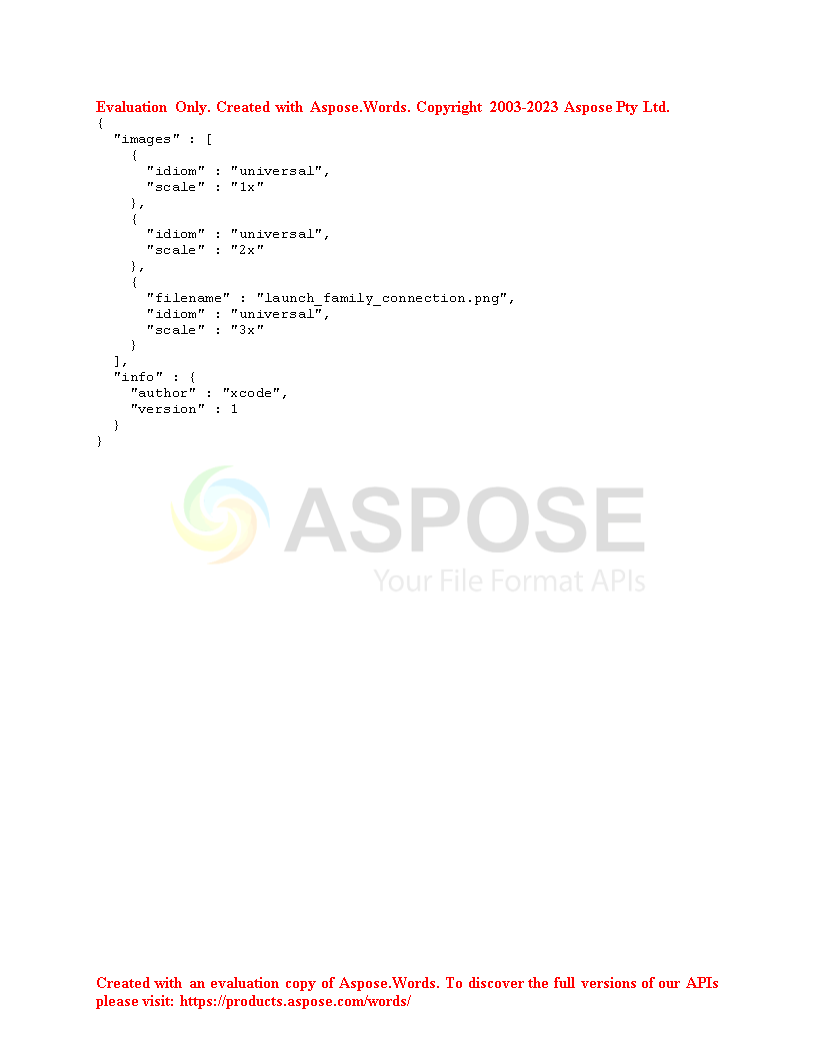 Evaluation Only. Created with Aspose.Words. Copyright 2003-2023 Aspose Pty Ltd.
{
  "images" : [
    {
      "idiom" : "universal",
      "scale" : "1x"
    },
    {
      "idiom" : "universal",
      "scale" : "2x"
    },
    {
      "filename" : "launch_family_connection.png",
      "idiom" : "universal",
      "scale" : "3x"
    }
  ],
  "info" : {
    "author" : "xcode",
    "version" : 1
  }
}
ASPOSE
Your File Format APIs
Created with an evaluation copy of Aspose.Words. To discover the full versions of our APIs
please visit: https://products.aspose.com/words/